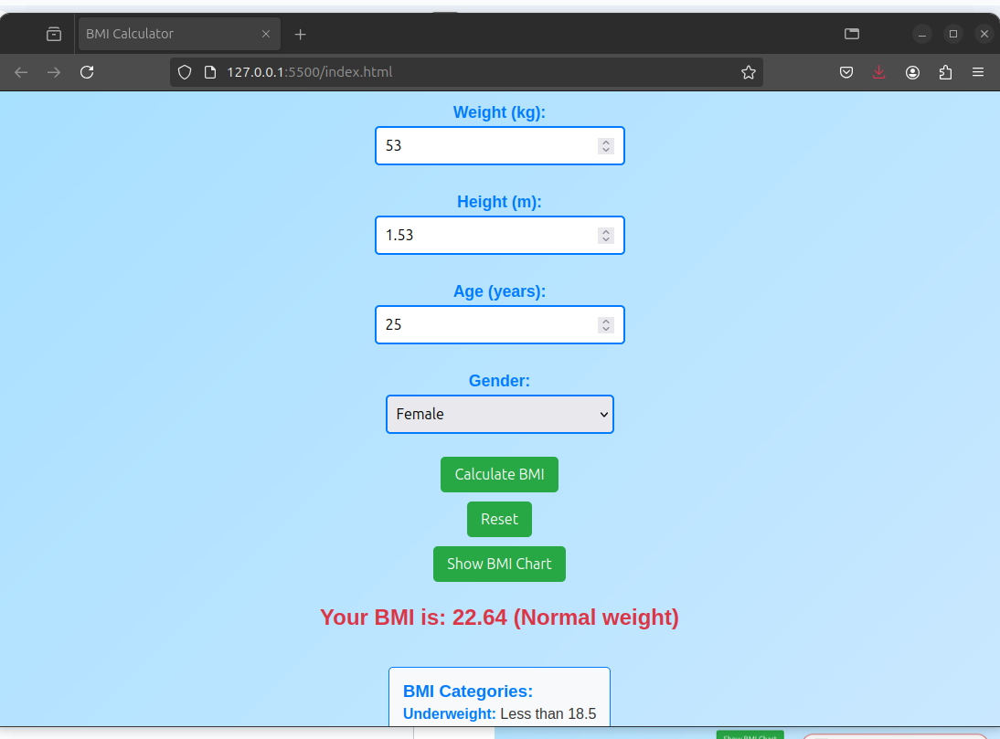 BMI Calculator
127.0.0.1:5500/index.html
Weight (kg):
53
Height (m):
1.53
Age (years):
25
Gender:
Female
Calculate BMI
Reset
Show BMI Chart
Your BMI is: 22.64 (Normal weight)
BMI Categories:
Underweight: Less than 18.5
Show BMI Chart